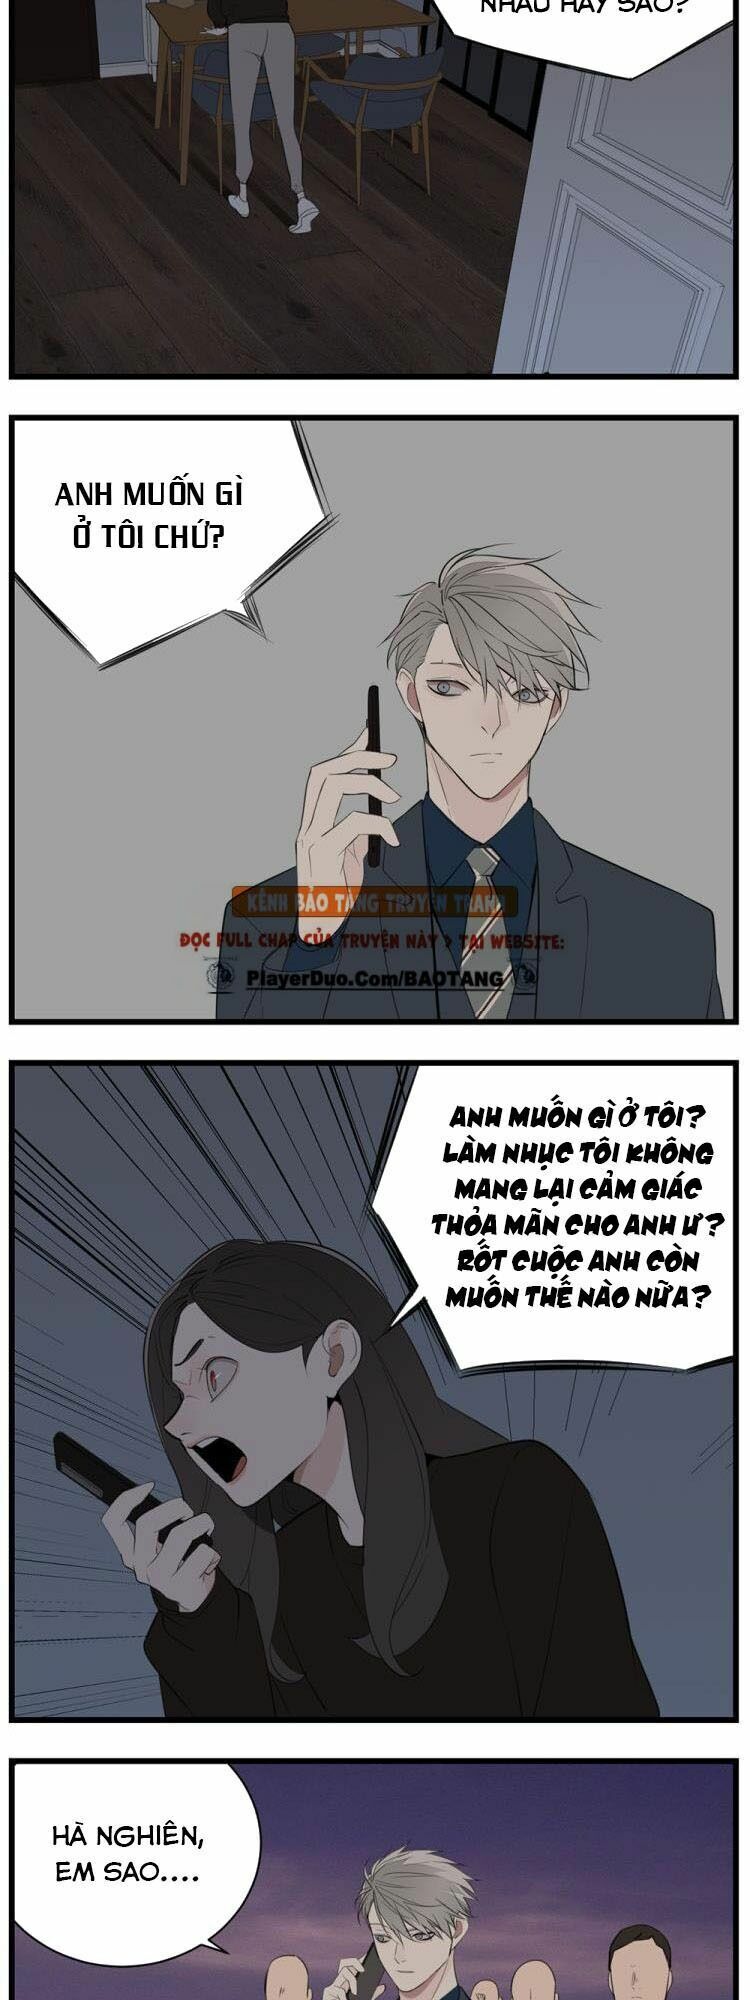 NHAU HAY SAO?
ANH MUỐN GÌ
Ở TÔI CHỨ?
KÊNH BẢO TÀNG TRUYỆN TRANH
ĐỌC FULL CHAP CỦA TRUYỆN NÀY > TẠI WEBSITE:
PlayerDuo.Com/BAOTANG
ANH MUỐN GÌ Ở TÔI?
LÀM NHỤC TÔI KHÔNG
MANG LẠI CẢM GIÁC
THỎA MÃN CHO ANH Ư?
RỐT CUỘC ANH CÒN
MUỐN THẾ NÀO NỮA?
HÀ NGHIÊN,
EM SAO....